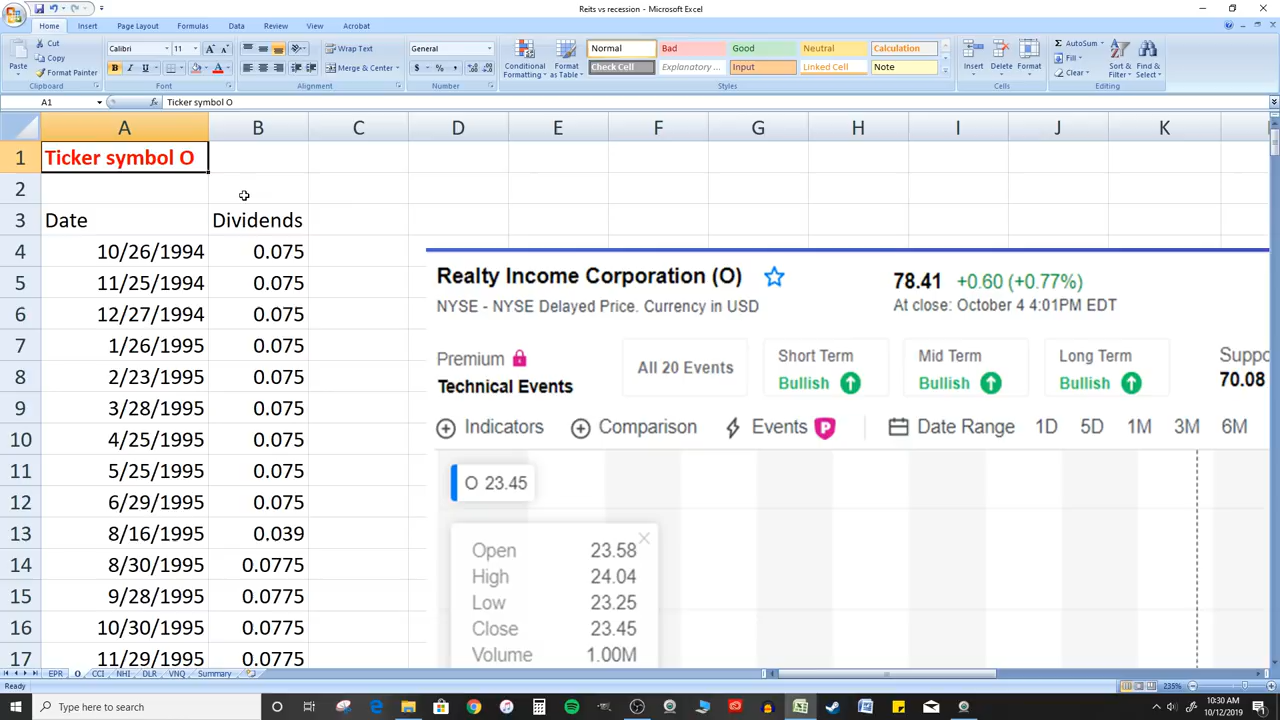 Reits vs recession - Microsoft Excel
Home Insert Page Layout Formulas Data Review View Acrobat
Paste
Cut
Copy
Format Painter
Clipboard
Calibri 11
B I U
Font
Wrap Text
Merge & Center
Alignment
General
$ % ,
Number
Conditional Formatting
Format as Table
Normal Bad Good Neutral Calculation
Check Cell Explanatory ... Input Linked Cell Note
Styles
Insert Delete Format
Cells
AutoSum
Fill
Clear
Sort & Filter
Find & Select
Editing
A1 fx Ticker symbol O
A B C D E F G H I J K
1 Ticker symbol O
2
3 Date Dividends
4 10/26/1994 0.075
5 11/25/1994 0.075
6 12/27/1994 0.075
7 1/26/1995 0.075
8 2/23/1995 0.075
9 3/28/1995 0.075
10 4/25/1995 0.075
11 5/25/1995 0.075
12 6/29/1995 0.075
13 8/16/1995 0.039
14 8/30/1995 0.0775
15 9/28/1995 0.0775
16 10/30/1995 0.0775
17 11/29/1995 0.0775
Realty Income Corporation (O)
NYSE - NYSE Delayed Price. Currency in USD
78.41 +0.60 (+0.77%)
At close: October 4 4:01PM EDT
Premium
Technical Events
All 20 Events
Short Term
Bullish
Mid Term
Bullish
Long Term
Bullish
Suppo
70.08
Indicators Comparison Events P Date Range 1D 5D 1M 3M 6M
O 23.45
Open 23.58
High 24.04
Low 23.25
Close 23.45
Volume 1.00M
EPR O CCI NHI DLR VNQ Summary
Ready 235%
Type here to search
10:30 AM
10/12/2019